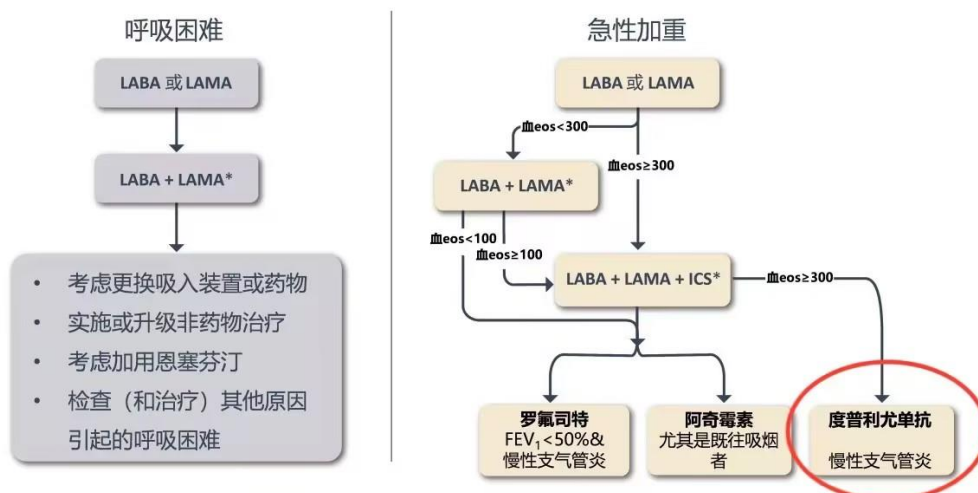 呼吸困难
LABA 或 LAMA
LABA + LAMA*
• 考虑更换吸入装置或药物
• 实施或升级非药物治疗
• 考虑加用恩塞芬汀
• 检查（和治疗）其他原因
引起的呼吸困难
急性加重
LABA 或 LAMA
血eos<300
血eos≥300
LABA + LAMA*
血eos<100
血eos≥100
LABA + LAMA + ICS*
血eos≥300
罗氟司特
FEV₁<50%&
慢性支气管炎
阿奇霉素
尤其是既往吸烟
者
度普利尤单抗
慢性支气管炎